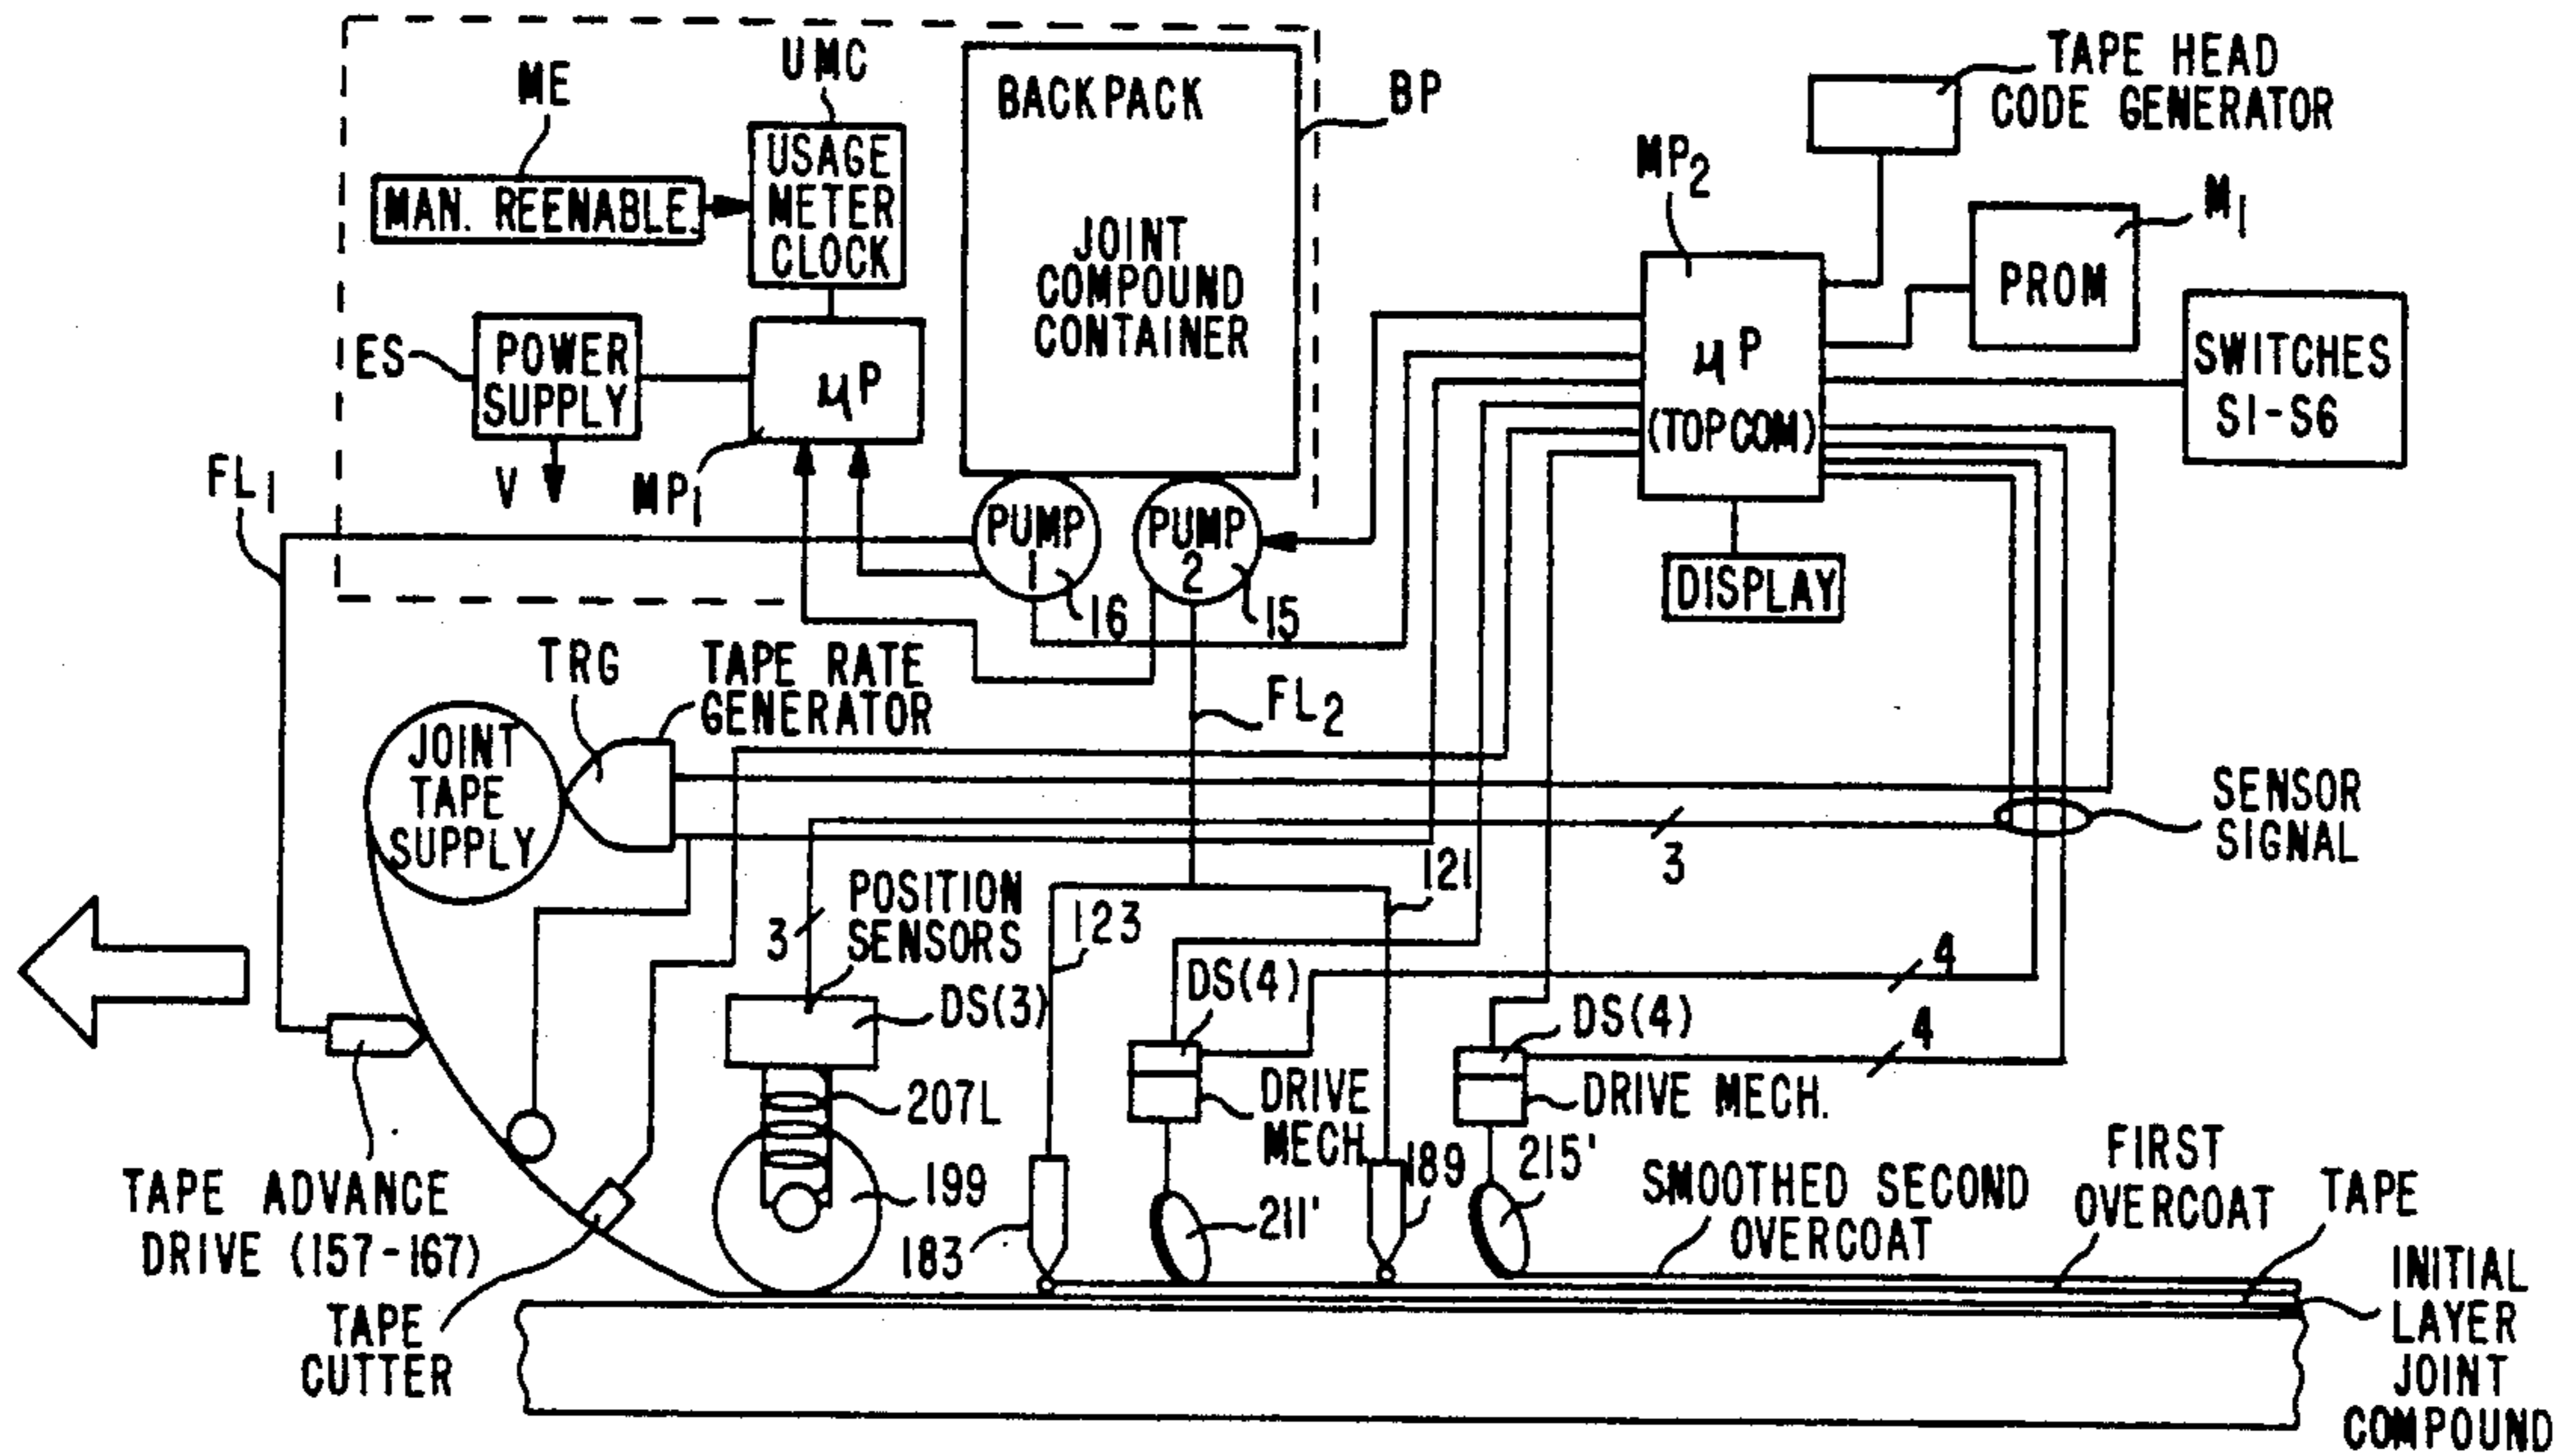 UMC
ME
BACKPACK
BP
TAPE HEAD
CODE GENERATOR
USAGE
METER
CLOCK
MAN. REENABLE.
JOINT
COMPOUND
CONTAINER
MP2
M1
PROM
ES
POWER
SUPPLY
μP
μP
(TOPCOM)
SWITCHES
S1-S6
FL1
V
MP1
PUMP
1
PUMP
2
16
15
DISPLAY
TRG
TAPE RATE
GENERATOR
FL2
JOINT
TAPE
SUPPLY
SENSOR
SIGNAL
3
121
3
POSITION
SENSORS
123
DS(3)
DS(4)
4
DS(4)
4
207L
DRIVE
MECH.
DRIVE MECH.
199
183
211'
189
215'
SMOOTHED SECOND
OVERCOAT
FIRST
OVERCOAT
TAPE
TAPE ADVANCE
DRIVE (157-167)
TAPE
CUTTER
INITIAL
LAYER
JOINT
COMPOUND